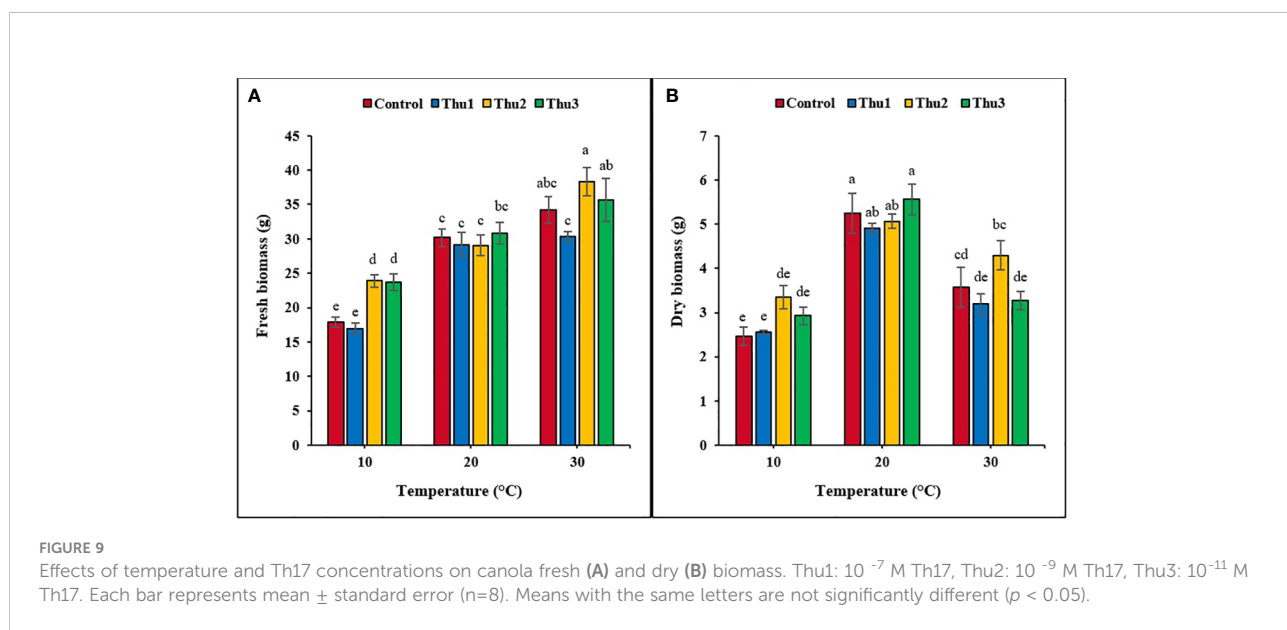 A
Control Thu1 Thu2 Thu3
45
40
35
30
25
20
15
10
5
0
Fresh biomass (g)
e e d d
c c c bc
abc c a ab
10 20 30
Temperature (°C)
B
Control Thu1 Thu2 Thu3
7
6
5
4
3
2
1
0
Dry biomass (g)
e e de de
a ab ab a
cd de bc de
10 20 30
Temperature (°C)
FIGURE 9
Effects of temperature and Th17 concentrations on canola fresh (A) and dry (B) biomass. Thu1: 10 ⁻⁷ M Th17, Thu2: 10 ⁻⁹ M Th17, Thu3: 10⁻¹¹ M
Th17. Each bar represents mean ± standard error (n=8). Means with the same letters are not significantly different (p < 0.05).